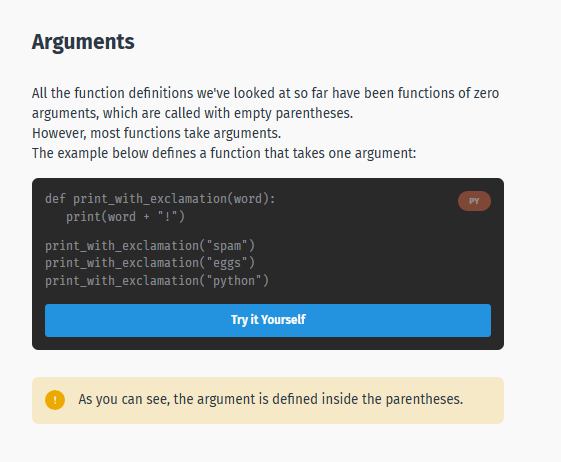 Arguments
All the function definitions we've looked at so far have been functions of zero
arguments, which are called with empty parentheses.
However, most functions take arguments.
The example below defines a function that takes one argument:
def print_with_exclamation(word):
PY
   print(word + "!")
print_with_exclamation("spam")
print_with_exclamation("eggs")
print_with_exclamation("python")
Try it Yourself
! As you can see, the argument is defined inside the parentheses.